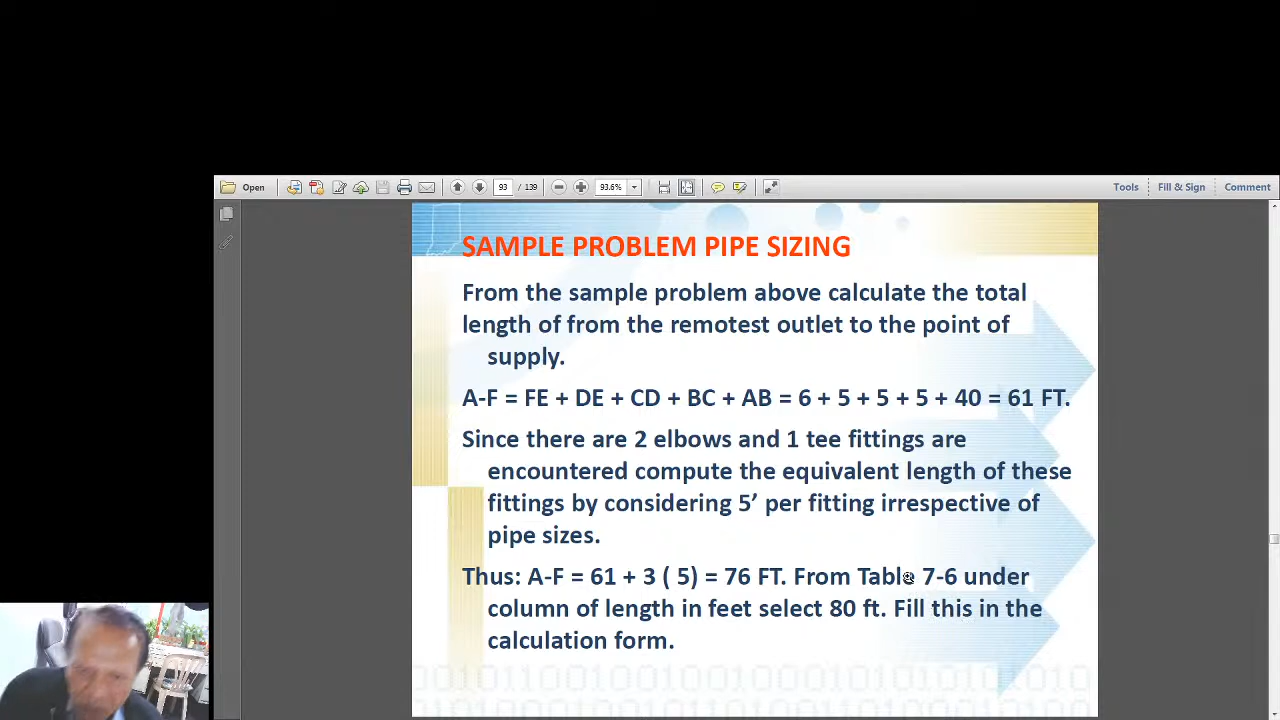 Open
93 / 139
93.6%
Tools
Fill & Sign
Comment
SAMPLE PROBLEM PIPE SIZING
From the sample problem above calculate the total
length of from the remotest outlet to the point of
supply.
A-F = FE + DE + CD + BC + AB = 6 + 5 + 5 + 5 + 40 = 61 FT.
Since there are 2 elbows and 1 tee fittings are
encountered compute the equivalent length of these
fittings by considering 5’ per fitting irrespective of
pipe sizes.
Thus: A-F = 61 + 3 ( 5) = 76 FT. From Table 7-6 under
column of length in feet select 80 ft. Fill this in the
calculation form.